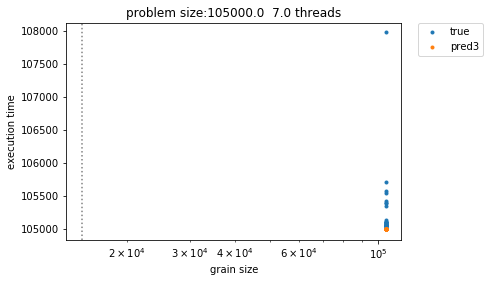 problem size:105000.0  7.0 threads
108000
107500
107000
106500
106000
105500
105000
execution time
2 × 10⁴
3 × 10⁴
4 × 10⁴
6 × 10⁴
10⁵
grain size
true
pred3